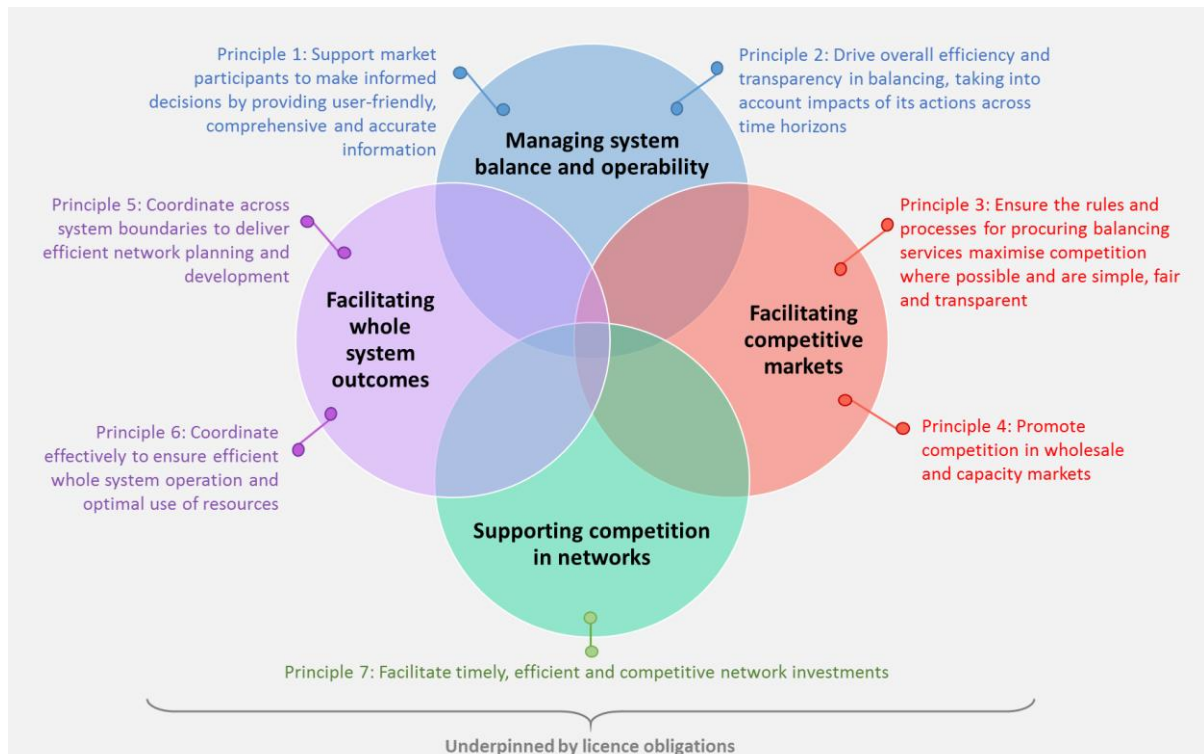 Principle 1: Support market
participants to make informed
decisions by providing user-friendly,
comprehensive and accurate
information
Principle 2: Drive overall efficiency and
transparency in balancing, taking into
account impacts of its actions across
time horizons
Managing system
balance and operability
Principle 5: Coordinate across
system boundaries to deliver
efficient network planning and
development
Principle 3: Ensure the rules and
processes for procuring balancing
services maximise competition
where possible and are simple, fair
and transparent
Facilitating
whole
system
outcomes
Facilitating
competitive
markets
Principle 6: Coordinate
effectively to ensure efficient
whole system operation and
optimal use of resources
Principle 4: Promote
competition in wholesale
and capacity markets
Supporting competition
in networks
Principle 7: Facilitate timely, efficient and competitive network investments
Underpinned by licence obligations